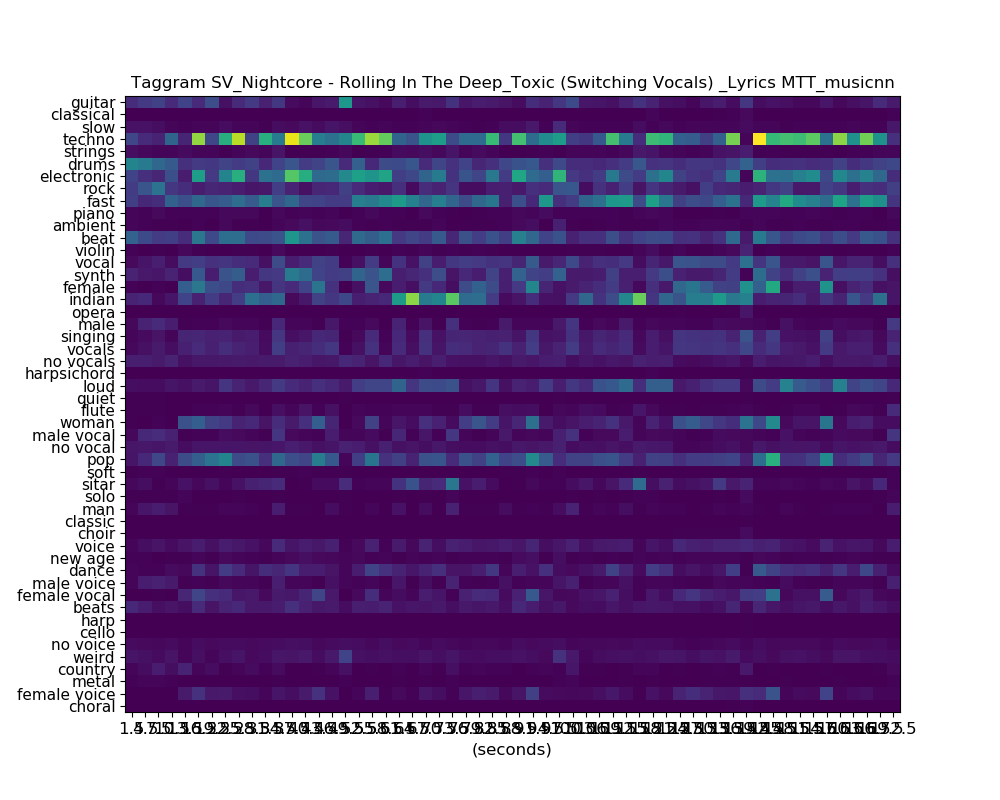 Taggram SV_Nightcore - Rolling In The Deep_Toxic (Switching Vocals) _Lyrics MTT_musicnn
guitar
classical
slow
techno
strings
drums
electronic
rock
fast
piano
ambient
beat
violin
vocal
synth
female
indian
opera
male
singing
vocals
no vocals
harpsichord
loud
quiet
flute
woman
male vocal
no vocal
pop
soft
sitar
solo
man
classic
choir
voice
new age
dance
male voice
female vocal
beats
harp
cello
no voice
weird
country
metal
female voice
choral
(seconds)